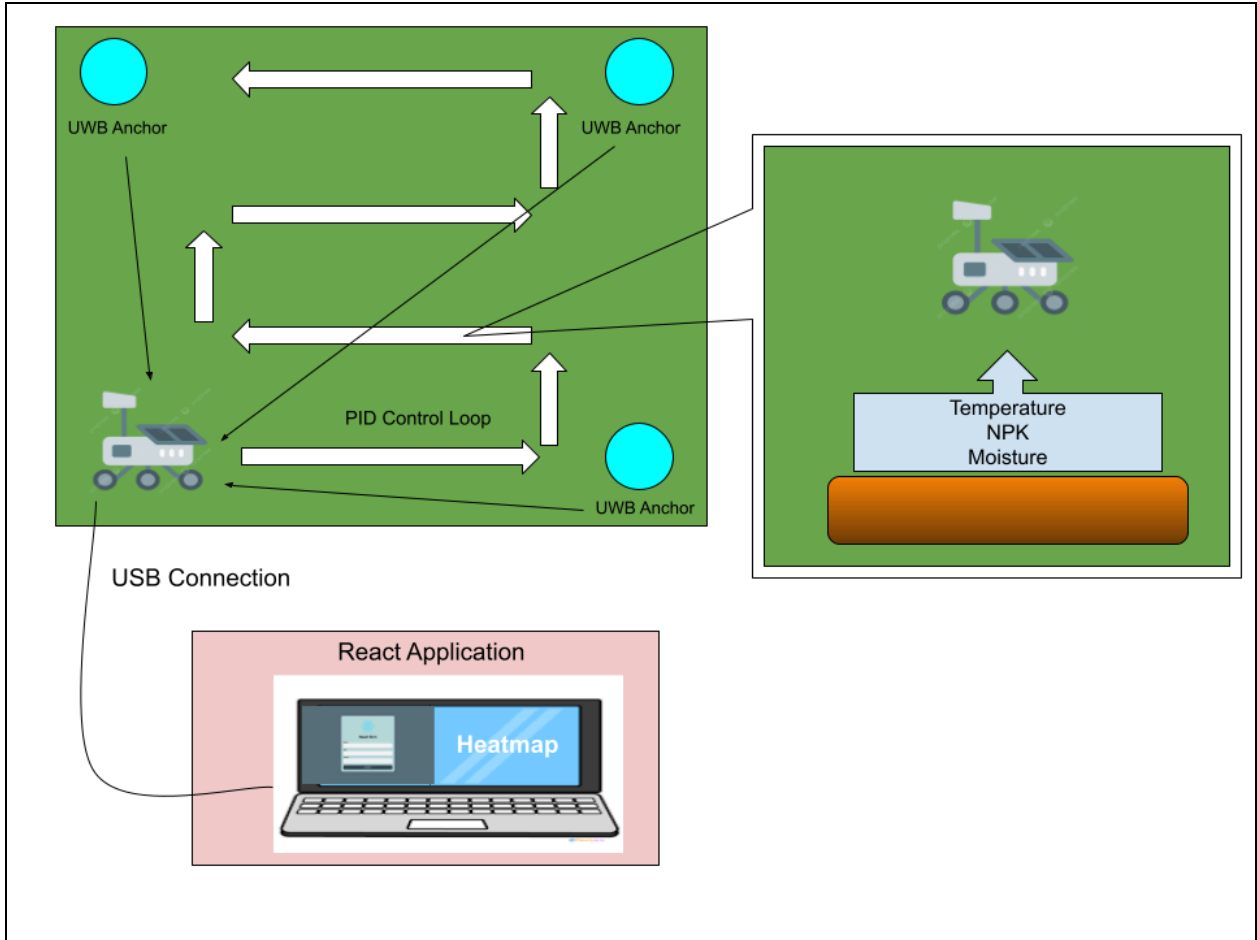 UWB Anchor
UWB Anchor
PID Control Loop
UWB Anchor
Temperature
NPK
Moisture
USB Connection
React Application
Heatmap